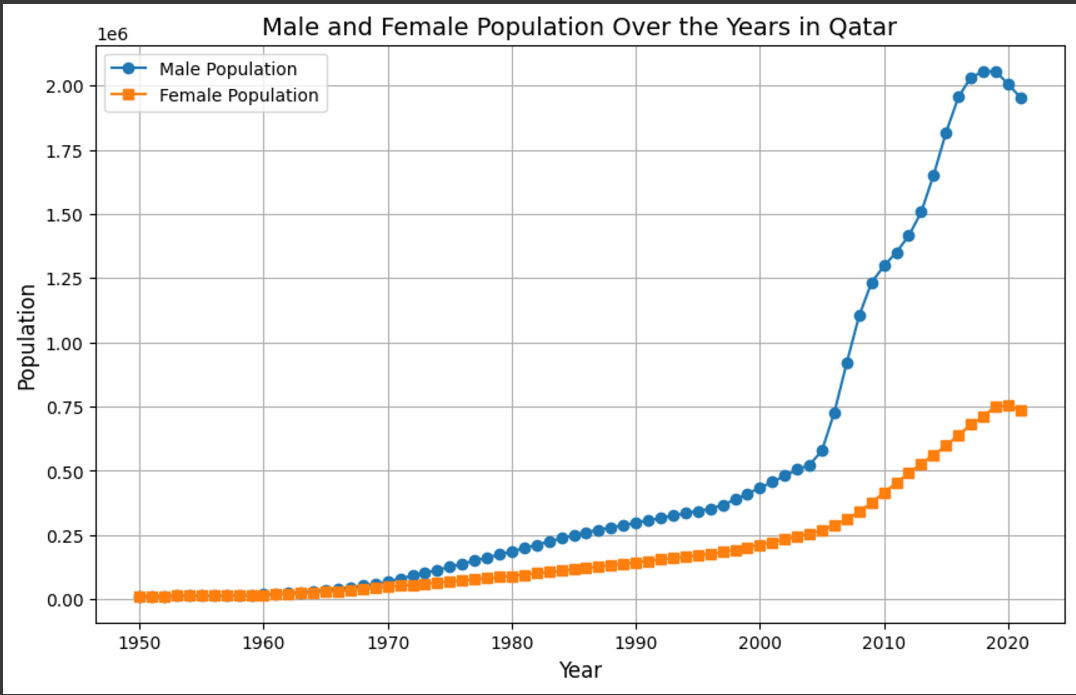 Male and Female Population Over the Years in Qatar
1e6
Male Population
Female Population
2.00
1.75
1.50
1.25
1.00
0.75
0.50
0.25
0.00
Population
1950 1960 1970 1980 1990 2000 2010 2020
Year